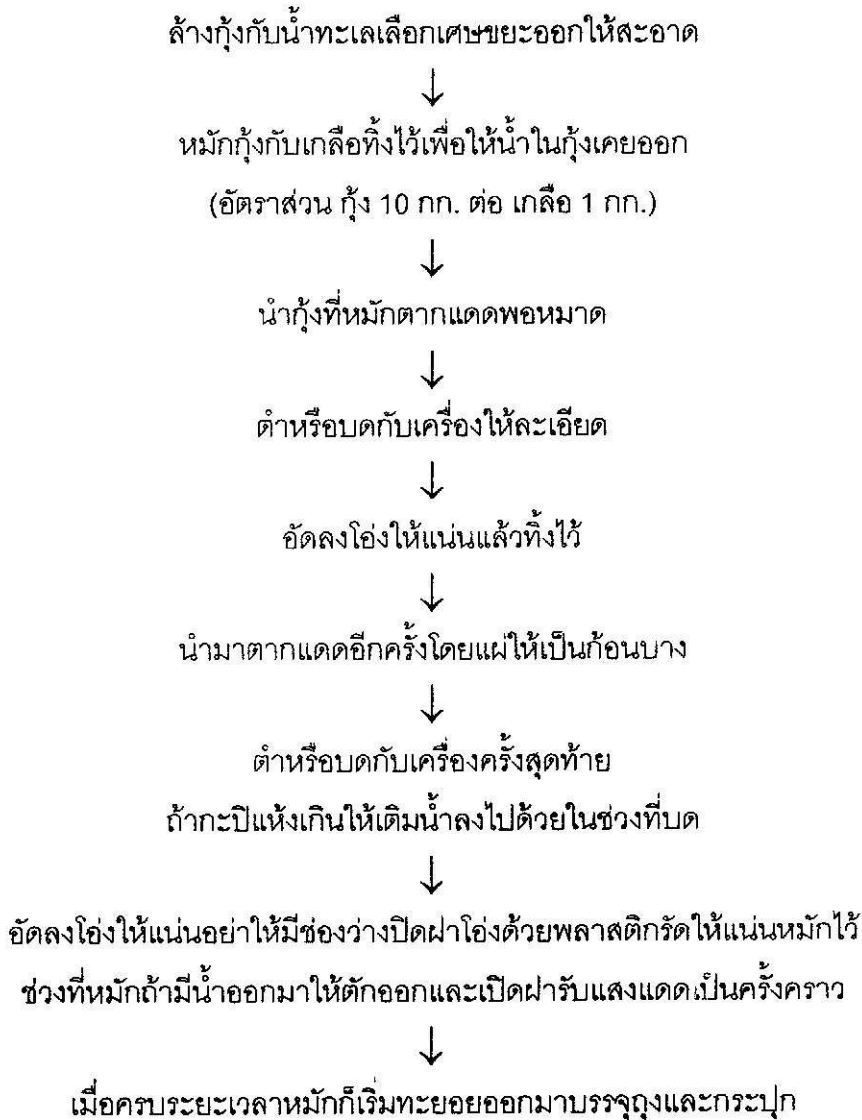 ล้างกุ้งกับน้ำทะเลเลือกเศษขยะออกให้สะอาด
↓
หมักกุ้งกับเกลือทิ้งไว้เพื่อให้น้ำในกุ้งเคยออก
(อัตราส่วน กุ้ง 10 กก. ต่อ เกลือ 1 กก.)
↓
นำกุ้งที่หมักตากแดดพอหมาด
↓
ตำหรือบดกับเครื่องให้ละเอียด
↓
อัดลงโอ่งให้แน่นแล้วทิ้งไว้
↓
นำมาตากแดดอีกครั้งโดยแผ่ให้เป็นก้อนบาง
↓
ตำหรือบดกับเครื่องครั้งสุดท้าย
ถ้ากะปิแห้งเกินให้เติมน้ำลงไปด้วยในช่วงที่บด
↓
อัดลงโอ่งให้แน่นอย่าให้มีช่องว่างปิดฝาโอ่งด้วยพลาสติกรัดให้แน่นหมักไว้
ช่วงที่หมักถ้ามีน้ำออกมาให้ตักออกและเปิดฝารับแสงแดดเป็นครั้งคราว
↓
เมื่อครบระยะเวลาหมักก็เริ่มทะยอยออกมาบรรจุถุงและกระปุก